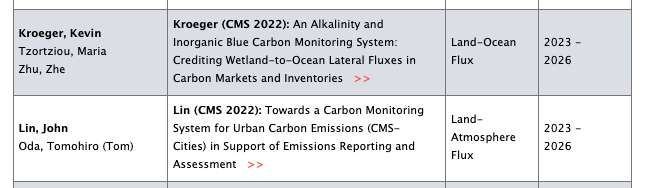 Kroeger, Kevin
Tzortziou, Maria
Zhu, Zhe
Kroeger (CMS 2022): An Alkalinity and
Inorganic Blue Carbon Monitoring System:
Crediting Wetland-to-Ocean Lateral Fluxes in
Carbon Markets and Inventories >>
Land-Ocean
Flux
2023 –
2026
Lin, John
Oda, Tomohiro (Tom)
Lin (CMS 2022): Towards a Carbon Monitoring
System for Urban Carbon Emissions (CMS-
Cities) in Support of Emissions Reporting and
Assessment >>
Land-
Atmosphere
Flux
2023 –
2026